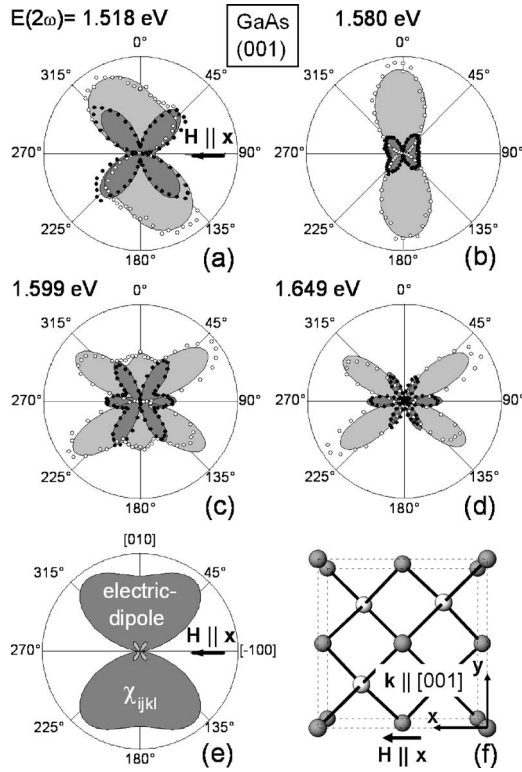 E(2ω)= 1.518 eV
GaAs
(001)
1.580 eV
0°
315°
45°
H || x
270°
90°
225°
135°
180°
(a)
0°
315°
45°
270°
90°
225°
135°
180°
(b)
1.599 eV
0°
315°
45°
270°
90°
225°
135°
180°
(c)
1.649 eV
0°
315°
45°
270°
90°
225°
135°
180°
(d)
[010]
0°
315°
45°
electric-
dipole
H || x
270°
[-100]
90°
χijkl
225°
135°
180°
(e)
k || [001]
y
x
H || x
(f)